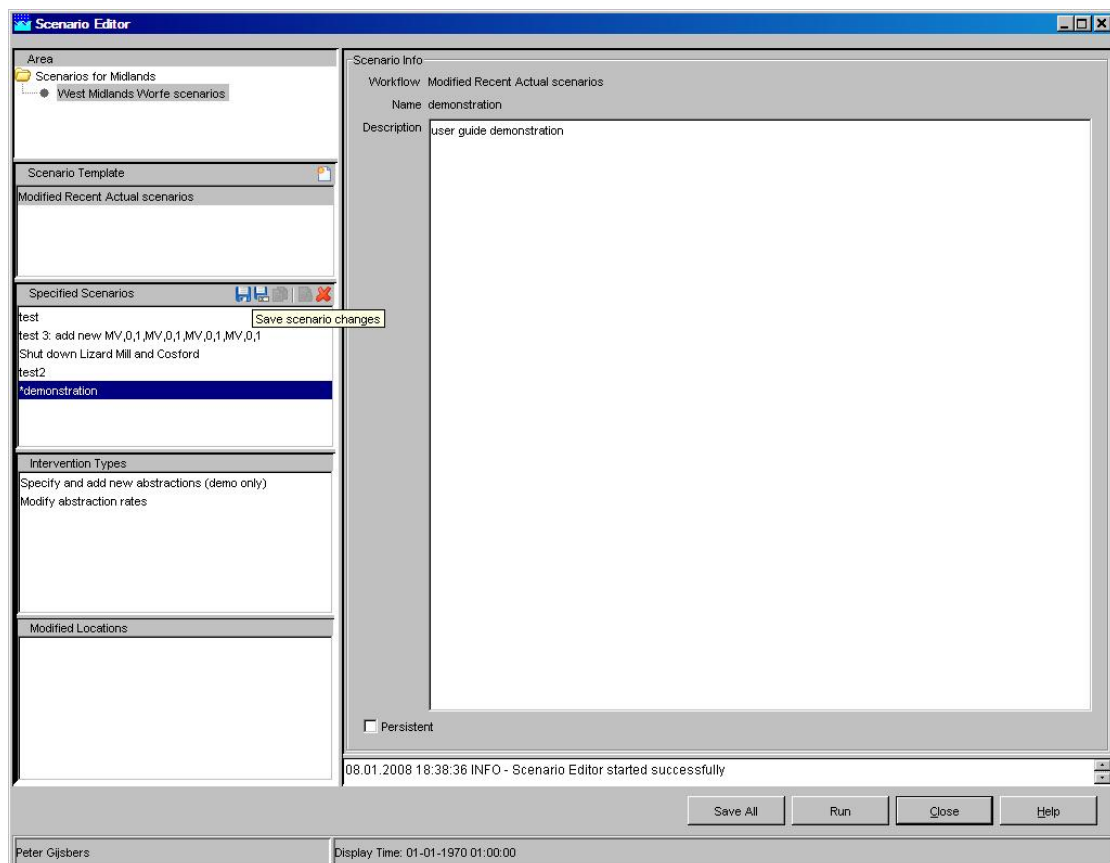 Scenario Editor
Area
Scenarios for Midlands
West Midlands Worfe scenarios
Scenario Template
Modified Recent Actual scenarios
Specified Scenarios
Save scenario changes
test
test 3: add new MV,0,1,MV,0,1,MV,0,1,MV,0,1
Shut down Lizard Mill and Cosford
test2
*demonstration
Intervention Types
Specify and add new abstractions (demo only)
Modify abstraction rates
Modified Locations
Scenario Info
Workflow Modified Recent Actual scenarios
Name demonstration
Description user guide demonstration
Persistent
08.01.2008 18:38:36 INFO - Scenario Editor started successfully
Save All Run Close Help
Peter Gijsbers Display Time: 01-01-1970 01:00:00